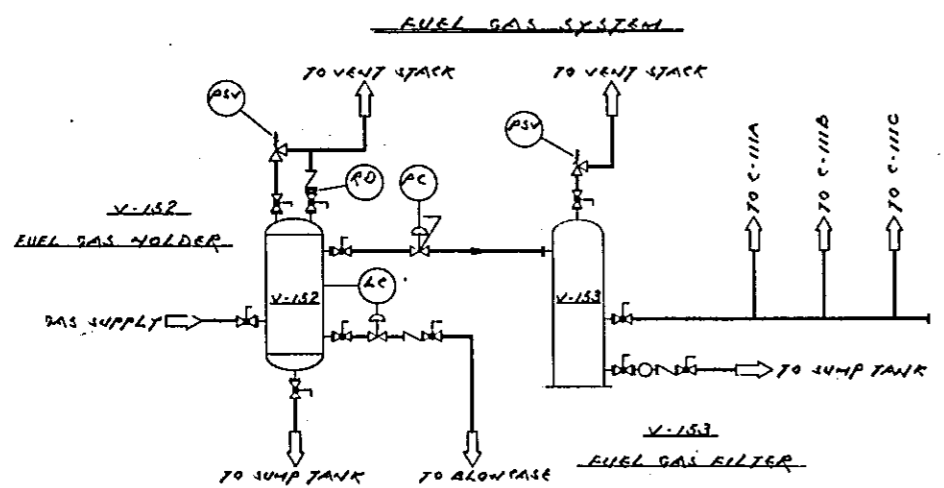 FUEL GAS SYSTEM
TO VENT STACK
TO VENT STACK
PSV
PSV
RD
PC
TO C-111A
TO C-111B
TO C-111C
V-152
FUEL GAS HOLDER
LC
V-152
V-153
GAS SUPPLY
TO SUMP TANK
V-153
FUEL GAS FILTER
TO SUMP TANK
TO BLOWCASE